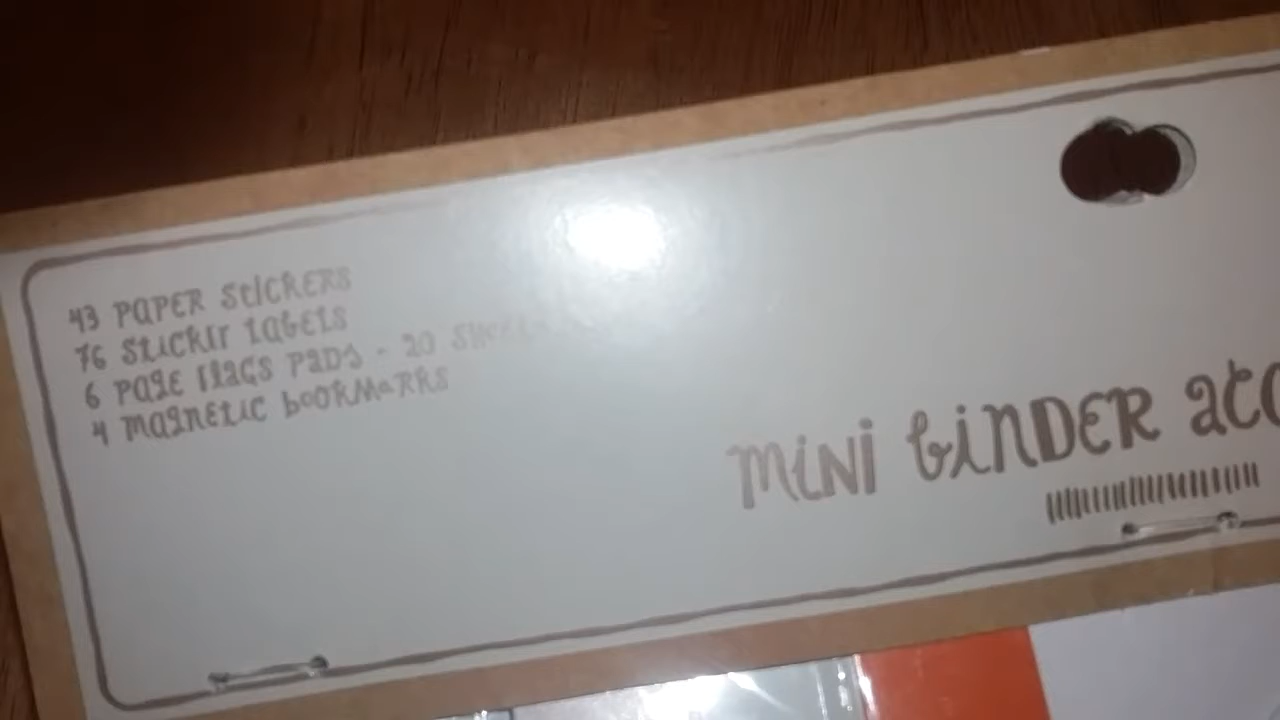 43 PAPER STICKERS
76 STICKER LABELS
6 PAGE FLAGS PADS - 20
4 MAGNETIC BOOKMARKS
MINI BINDER